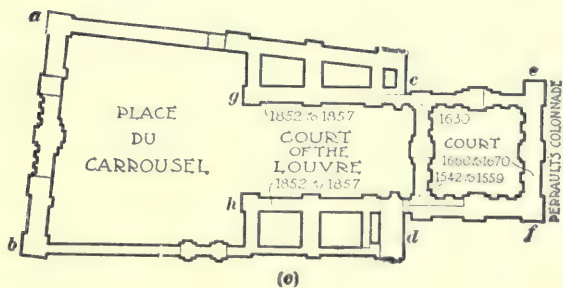 a
c
e
g
1852 to 1857
1630
PLACE
DU
CARROUSEL
COURT
OF THE
LOUVRE
COURT
1660 to 1670
1542 to 1559
PERRAULTS COLONNADE
1852 to 1857
h
b
d
f
(e)